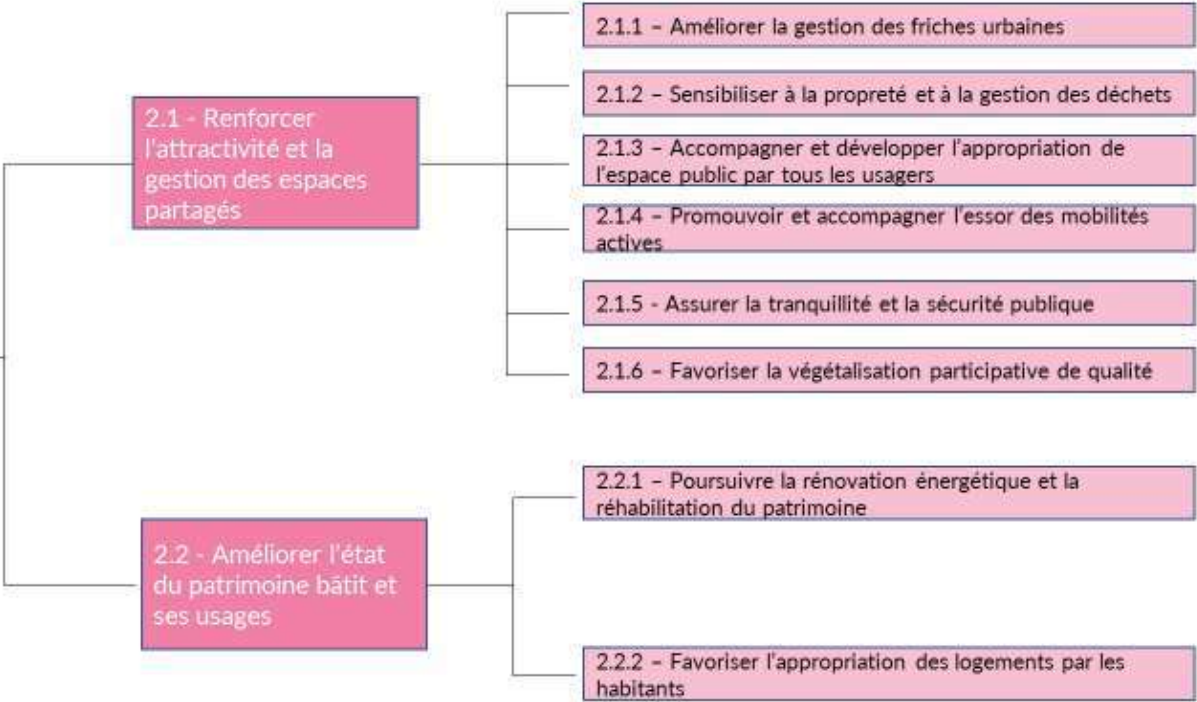 2.1 - Renforcer
l'attractivité et la
gestion des espaces
partagés
2.1.1 – Améliorer la gestion des friches urbaines
2.1.2 – Sensibiliser à la propreté et à la gestion des déchets
2.1.3 – Accompagner et développer l'appropriation de
l'espace public par tous les usagers
2.1.4 – Promouvoir et accompagner l'essor des mobilités
actives
2.1.5 - Assurer la tranquillité et la sécurité publique
2.1.6 – Favoriser la végétalisation participative de qualité
2.2 - Améliorer l'état
du patrimoine bâtit et
ses usages
2.2.1 – Poursuivre la rénovation énergétique et la
réhabilitation du patrimoine
2.2.2 – Favoriser l'appropriation des logements par les
habitants